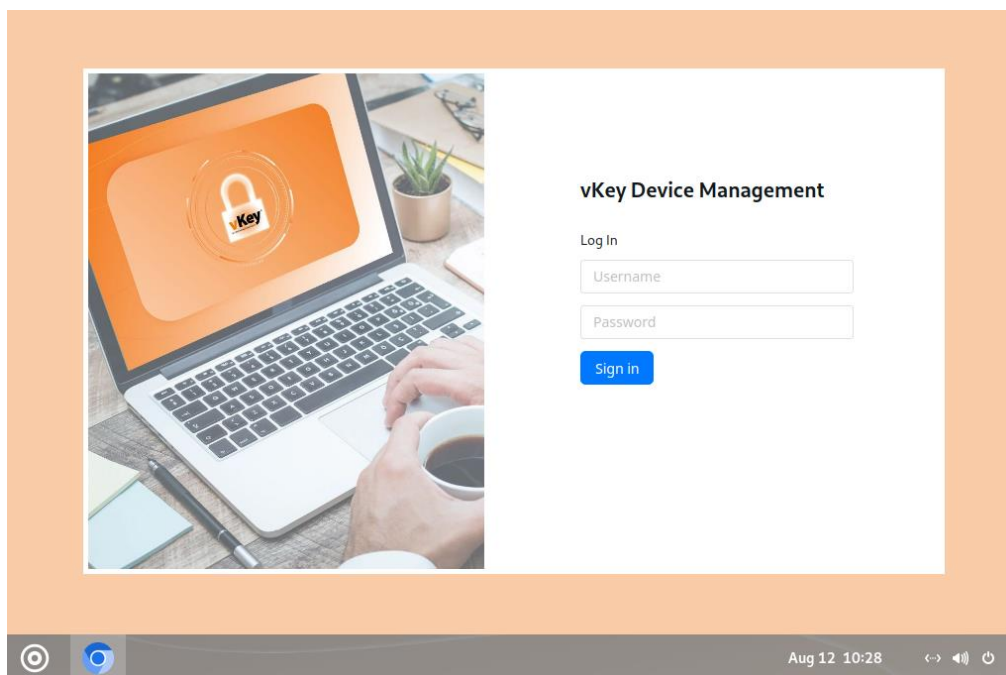 vKey
vKey Device Management
Log In
Username
Password
Sign in
Aug 12 10:28